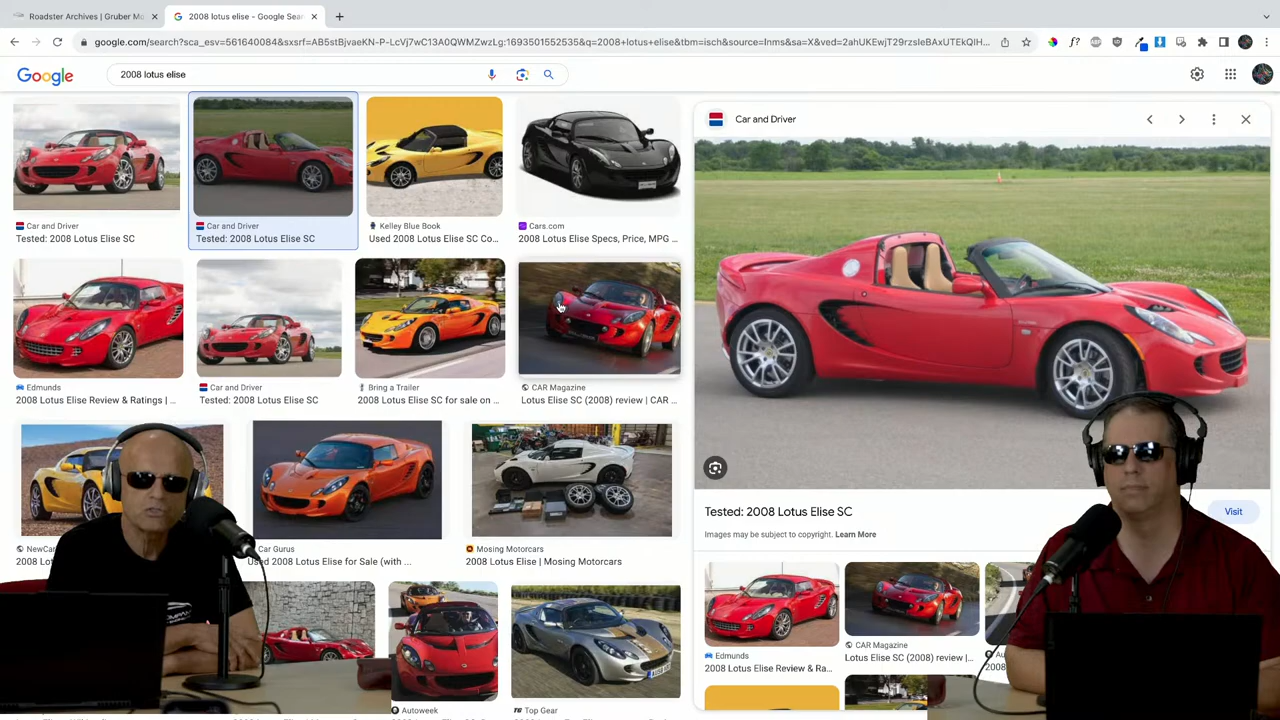 Roadster Archives | Gruber Mo
2008 lotus elise - Google Sear
google.com/search?sca_esv=561640084&sxsrf=AB5stBjvaeKN-P-LcVj7wC13A0QWMZwzLg:1693501552535&q=2008+lotus+elise&tbm=isch&source=lnms&sa=X&ved=2ahUKEwjT29rzsIeBAxUTEkQIH...
Google
2008 lotus elise
Car and Driver
Tested: 2008 Lotus Elise SC
Car and Driver
Tested: 2008 Lotus Elise SC
Kelley Blue Book
Used 2008 Lotus Elise SC Co...
Cars.com
2008 Lotus Elise Specs, Price, MPG ...
Edmunds
2008 Lotus Elise Review & Ratings | ...
Car and Driver
Tested: 2008 Lotus Elise SC
Bring a Trailer
2008 Lotus Elise SC for sale on ...
CAR Magazine
Lotus Elise SC (2008) review | CAR ...
NewCar
2008 Lot
Car Gurus
Used 2008 Lotus Elise for Sale (with ...
Mosing Motorcars
2008 Lotus Elise | Mosing Motorcars
Autoweek
TG Top Gear
Car and Driver
Tested: 2008 Lotus Elise SC
Visit
Images may be subject to copyright. Learn More
Edmunds
2008 Lotus Elise Review & Ra...
CAR Magazine
Lotus Elise SC (2008) review |...
Au
2008